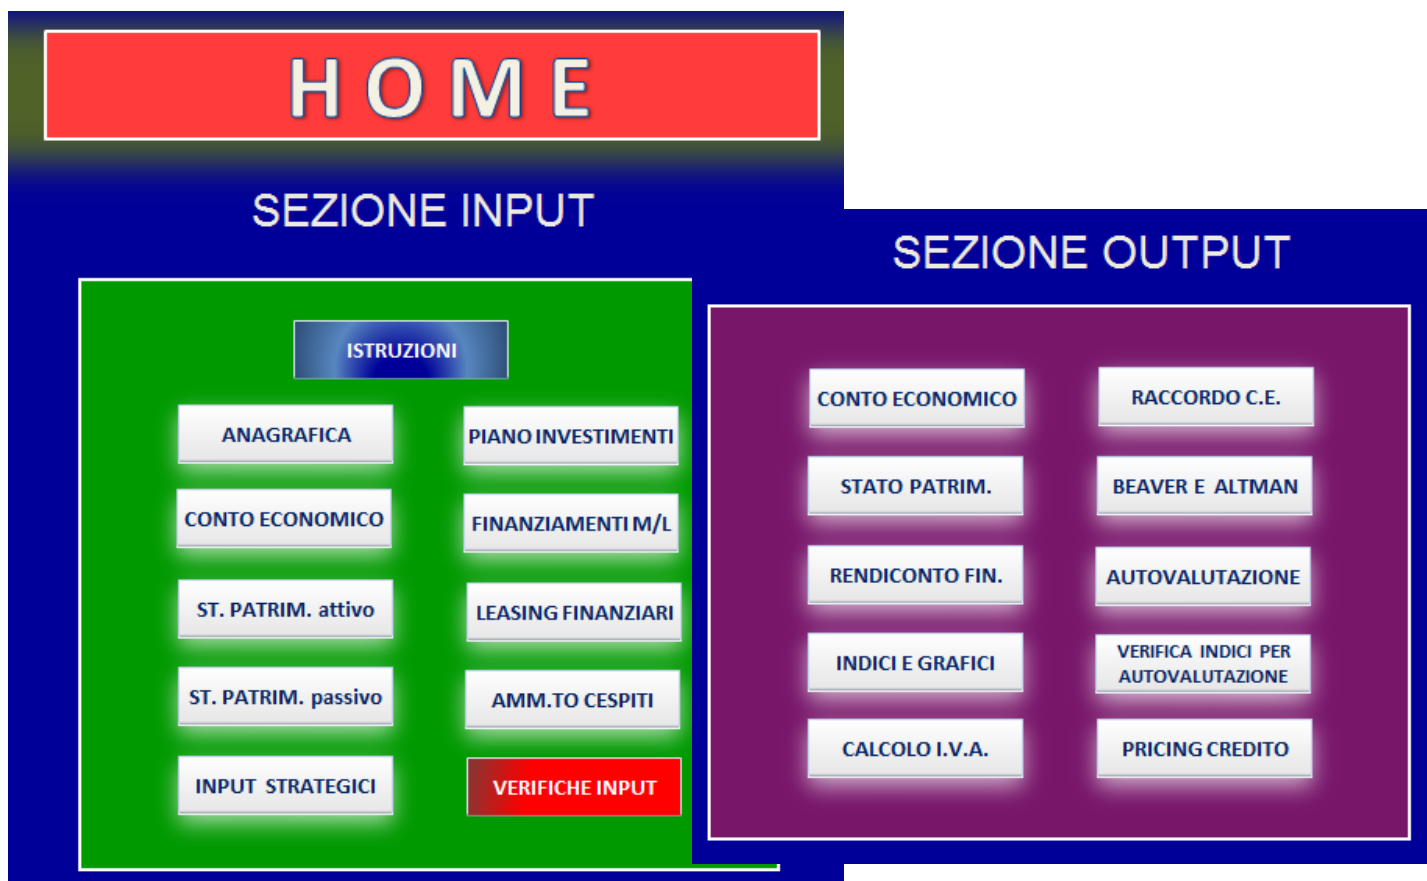 HOME
SEZIONE INPUT
ISTRUZIONI
ANAGRAFICA
PIANO INVESTIMENTI
CONTO ECONOMICO
FINANZIAMENTI M/L
ST. PATRIM. attivo
LEASING FINANZIARI
ST. PATRIM. passivo
AMM.TO CESPITI
INPUT STRATEGICI
VERIFICHE INPUT
SEZIONE OUTPUT
CONTO ECONOMICO
RACCORDO C.E.
STATO PATRIM.
BEAVER E ALTMAN
RENDICONTO FIN.
AUTOVALUTAZIONE
INDICI E GRAFICI
VERIFICA INDICI PER
AUTOVALUTAZIONE
CALCOLO I.V.A.
PRICING CREDITO